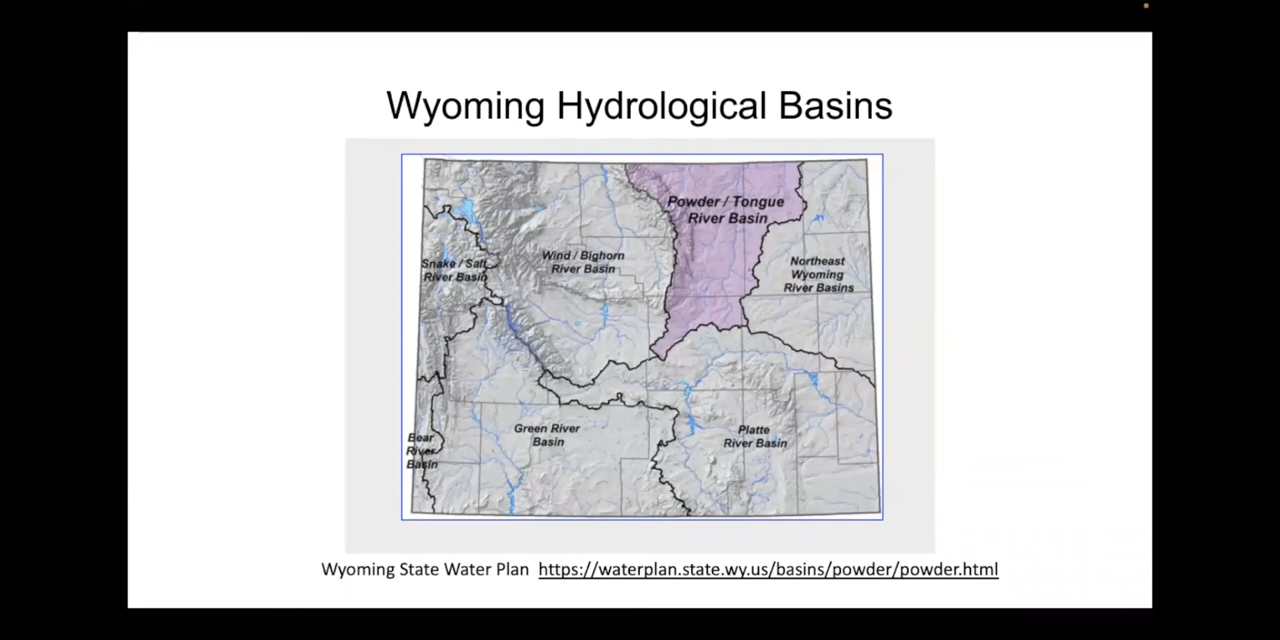 Wyoming Hydrological Basins
Powder / Tongue
River Basin
Wind / Bighorn
River Basin
Snake / Salt
River Basin
Northeast
Wyoming
River Basins
Green River
Basin
Platte
River Basin
Bear
River
Basin
Wyoming State Water Plan https://waterplan.state.wy.us/basins/powder/powder.html